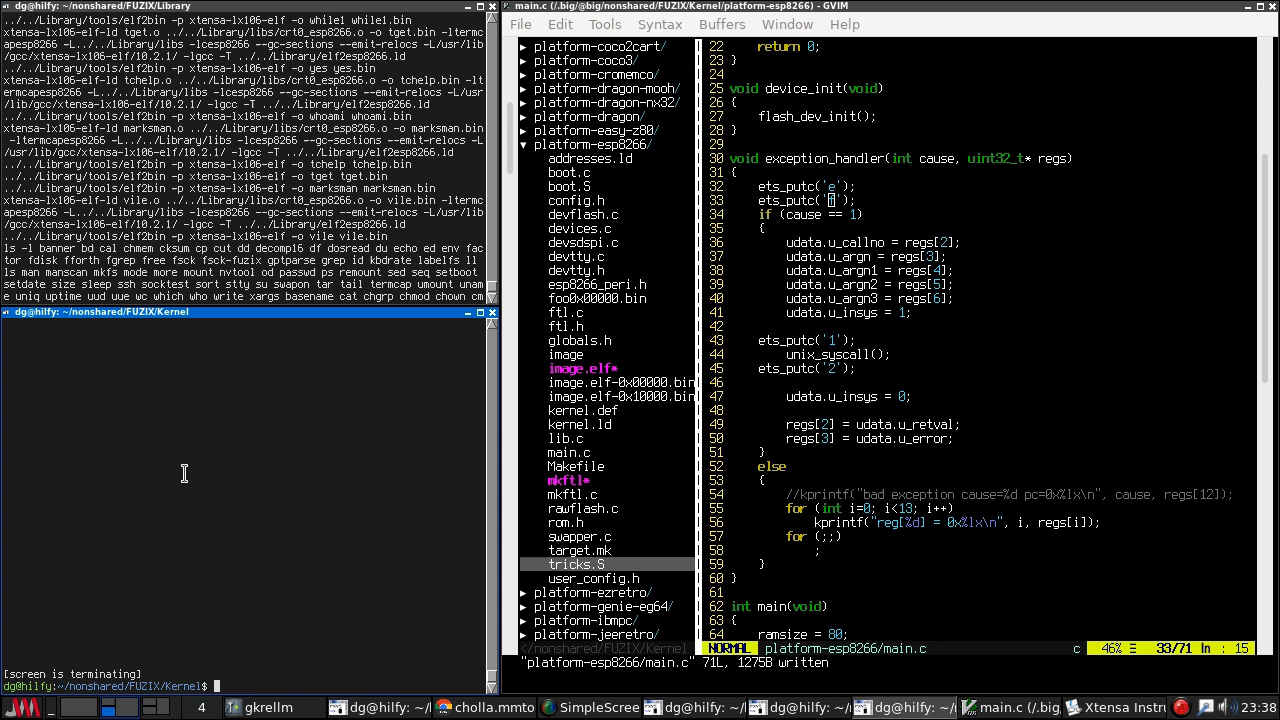 dg@hilfy: ~/nonshared/FUZIX/Library
../../Library/tools/elf2bin -p xtensa-lx106-elf -o while1 while1.bin
xtensa-lx106-elf-ld tget.o ../../Library/libs/crt0_esp8266.o -o tget.bin -lterm
capesp8266 -L../../Library/libs -lcesp8266 --gc-sections --emit-relocs -L/usr/lib
/gcc/xtensa-lx106-elf/10.2.1/ -lgcc -T ../../Library/elf2esp8266.ld
../../Library/tools/elf2bin -p xtensa-lx106-elf -o yes yes.bin
xtensa-lx106-elf-ld tchelp.o ../../Library/libs/crt0_esp8266.o -o tchelp.bin -lt
ermcapesp8266 -L../../Library/libs -lcesp8266 --gc-sections --emit-relocs -L/usr
/lib/gcc/xtensa-lx106-elf/10.2.1/ -lgcc -T ../../Library/elf2esp8266.ld
../../Library/tools/elf2bin -p xtensa-lx106-elf -o whoami whoami.bin
xtensa-lx106-elf-ld marksman.o ../../Library/libs/crt0_esp8266.o -o marksman.bin
-ltermcapesp8266 -L../../Library/libs -lcesp8266 --gc-sections --emit-relocs -L
/usr/lib/gcc/xtensa-lx106-elf/10.2.1/ -lgcc -T ../../Library/elf2esp8266.ld
../../Library/tools/elf2bin -p xtensa-lx106-elf -o tchelp tchelp.bin
../../Library/tools/elf2bin -p xtensa-lx106-elf -o tget tget.bin
../../Library/tools/elf2bin -p xtensa-lx106-elf -o marksman marksman.bin
xtensa-lx106-elf-ld vile.o ../../Library/libs/crt0_esp8266.o -o vile.bin -lterm
capesp8266 -L../../Library/libs -lcesp8266 --gc-sections --emit-relocs -L/usr/lib
/gcc/xtensa-lx106-elf/10.2.1/ -lgcc -T ../../Library/elf2esp8266.ld
../../Library/tools/elf2bin -p xtensa-lx106-elf -o vile vile.bin
ls -l banner bd cal chmem cksum cp cut dd decomp16 df dosread du echo ed env fac
tor fdisk fforth fgrep free fsck fsck-fuzix gptparse grep id kbdrate labelfs ll
ls man manscan mkfs mode more mount nvtool od passwd ps remount sed seq setboot
setdate size sleep ssh socktest sort stty su swapon tar tail termcap umount unam
e uniq uptime uud uue wc which who write xargs basename cat chgrp chmod chown cm
dg@hilfy: ~/nonshared/FUZIX/Kernel
[screen is terminating]
dg@hilfy:~/nonshared/FUZIX/Kernel$
main.c (/.big/@big/nonshared/FUZIX/Kernel/platform-esp8266) - GVIM
File Edit Tools Syntax Buffers Window Help
▸ platform-coco2cart/
▸ platform-coco3/
▸ platform-cromemco/
▸ platform-dragon-mooh/
▸ platform-dragon-nx32/
▸ platform-dragon/
▸ platform-easy-z80/
▾ platform-esp8266/
addresses.ld
boot.c
boot.S
config.h
devflash.c
devices.c
devsdspi.c
devtty.c
devtty.h
esp8266_peri.h
foo0x00000.bin
ftl.c
ftl.h
globals.h
image
image.elf*
image.elf-0x00000.bin
image.elf-0x10000.bin
kernel.def
kernel.ld
lib.c
main.c
Makefile
mkftl*
mkftl.c
rawflash.c
rom.h
swapper.c
target.mk
tricks.S
user_config.h
▸ platform-ezretro/
▸ platform-genie-eg64/
▸ platform-ibmpc/
▸ platform-jeeretro/
</nonshared/FUZIX/Kernel
22 return 0;
23 }
24
25 void device_init(void)
26 {
27 flash_dev_init();
28 }
29
30 void exception_handler(int cause, uint32_t* regs)
31 {
32 ets_putc('e');
33 ets_putc('f');
34 if (cause == 1)
35 {
36 udata.u_callno = regs[2];
37 udata.u_argn = regs[3];
38 udata.u_argn1 = regs[4];
39 udata.u_argn2 = regs[5];
40 udata.u_argn3 = regs[6];
41 udata.u_insys = 1;
42
43 ets_putc('1');
44 unix_syscall();
45 ets_putc('2');
46
47 udata.u_insys = 0;
48
49 regs[2] = udata.u_retval;
50 regs[3] = udata.u_error;
51 }
52 else
53 {
54 //kprintf("bad exception cause=%d pc=0x%lx\n", cause, regs[12]);
55 for (int i=0; i<13; i++)
56 kprintf("reg[%d] = 0x%lx\n", i, regs[i]);
57 for (;;)
58 ;
59 }
60 }
61
62 int main(void)
63 {
64 ramsize = 80;
NORMAL platform-esp8266/main.c c 46% Ξ 33/71 ln : 15
"platform-esp8266/main.c" 71L, 1275B written
4 gkrellm dg@hilfy: ~/ cholla.mmto SimpleScree dg@hilfy: ~/ dg@hilfy: ~/ dg@hilfy: ~/ main.c (/.big Xtensa Instr 23:38